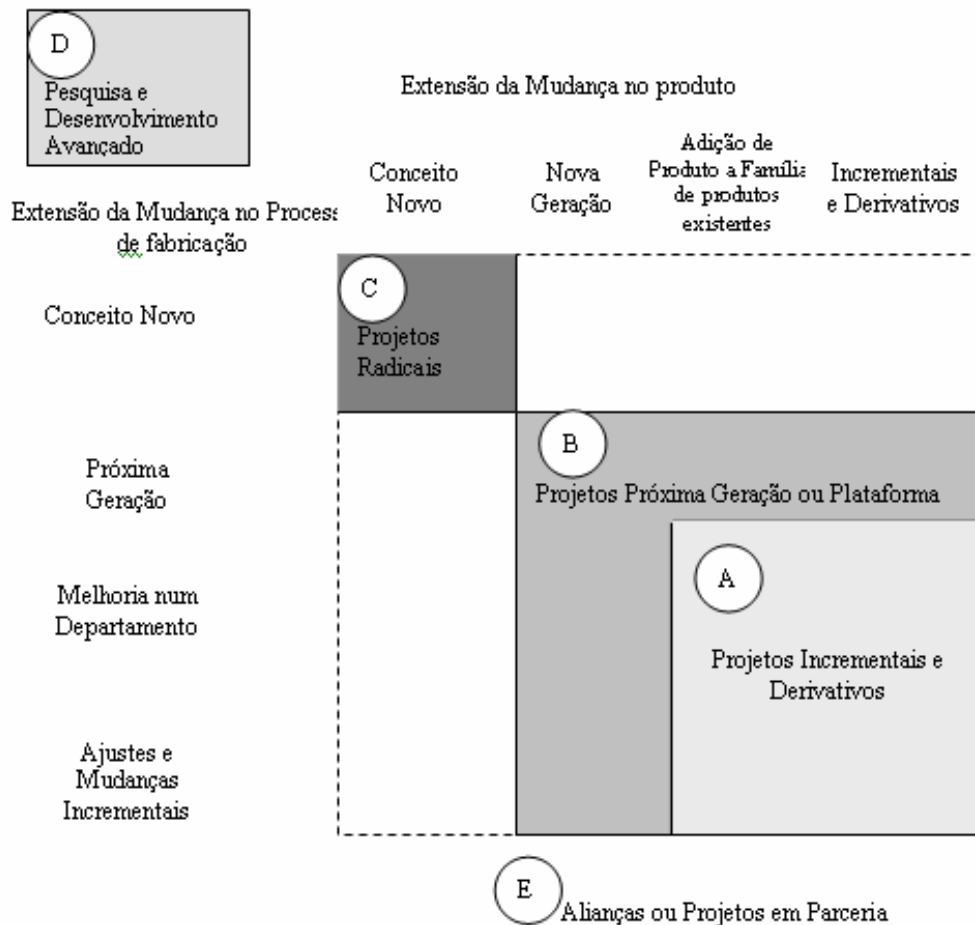 D
Pesquisa e
Desenvolvimento
Avançado
Extensão da Mudança no produto
Conceito
Novo
Nova
Geração
Adição de
Produto a Família
de produtos
existentes
Incrementais
e Derivativos
Extensão da Mudança no Process
de fabricação
Conceito Novo
C
Projetos
Radicais
Próxima
Geração
B
Projetos Próxima Geração ou Plataforma
Melhoria num
Departamento
A
Projetos Incrementais e
Derivativos
Ajustes e
Mudanças
Incrementais
E
Alianças ou Projetos em Parceria